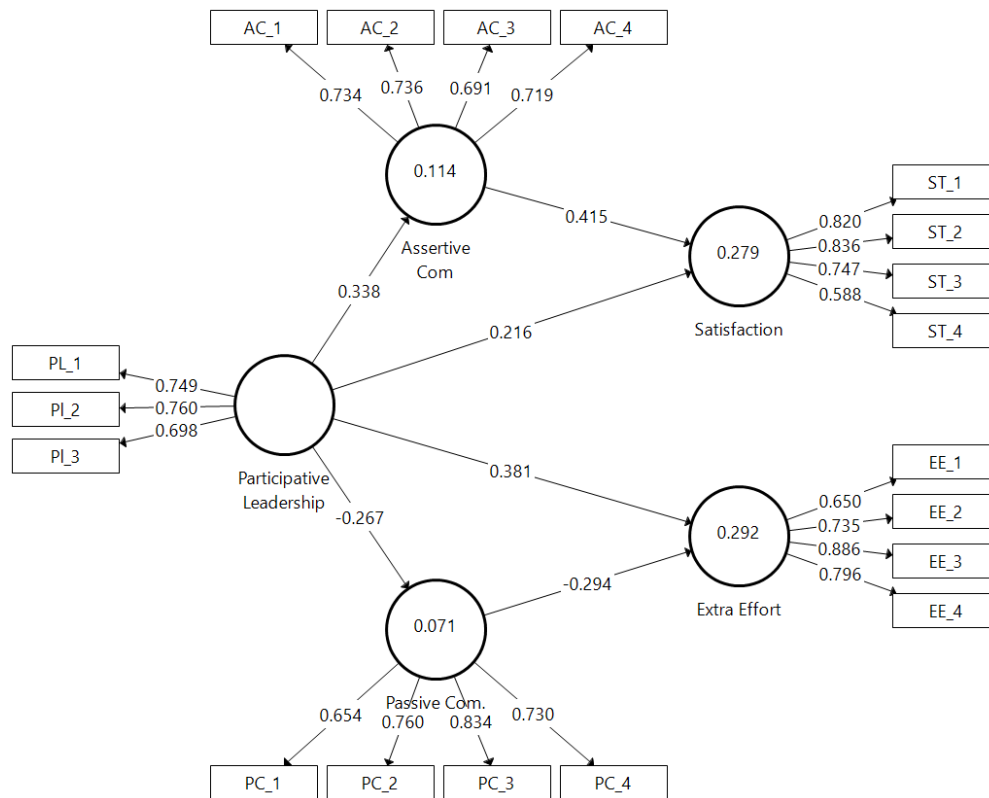 AC_1 AC_2 AC_3 AC_4
0.734 0.736 0.691 0.719
0.114
Assertive
Com
0.415
ST_1
ST_2
ST_3
ST_4
0.820
0.836
0.747
0.588
0.279
Satisfaction
0.338
0.216
PL_1
Pl_2
Pl_3
0.749
0.760
0.698
Participative
Leadership
0.381
-0.267
EE_1
EE_2
EE_3
EE_4
0.650
0.735
0.886
0.796
0.292
Extra Effort
-0.294
0.071
Passive Com.
0.654 0.760 0.834 0.730
PC_1 PC_2 PC_3 PC_4